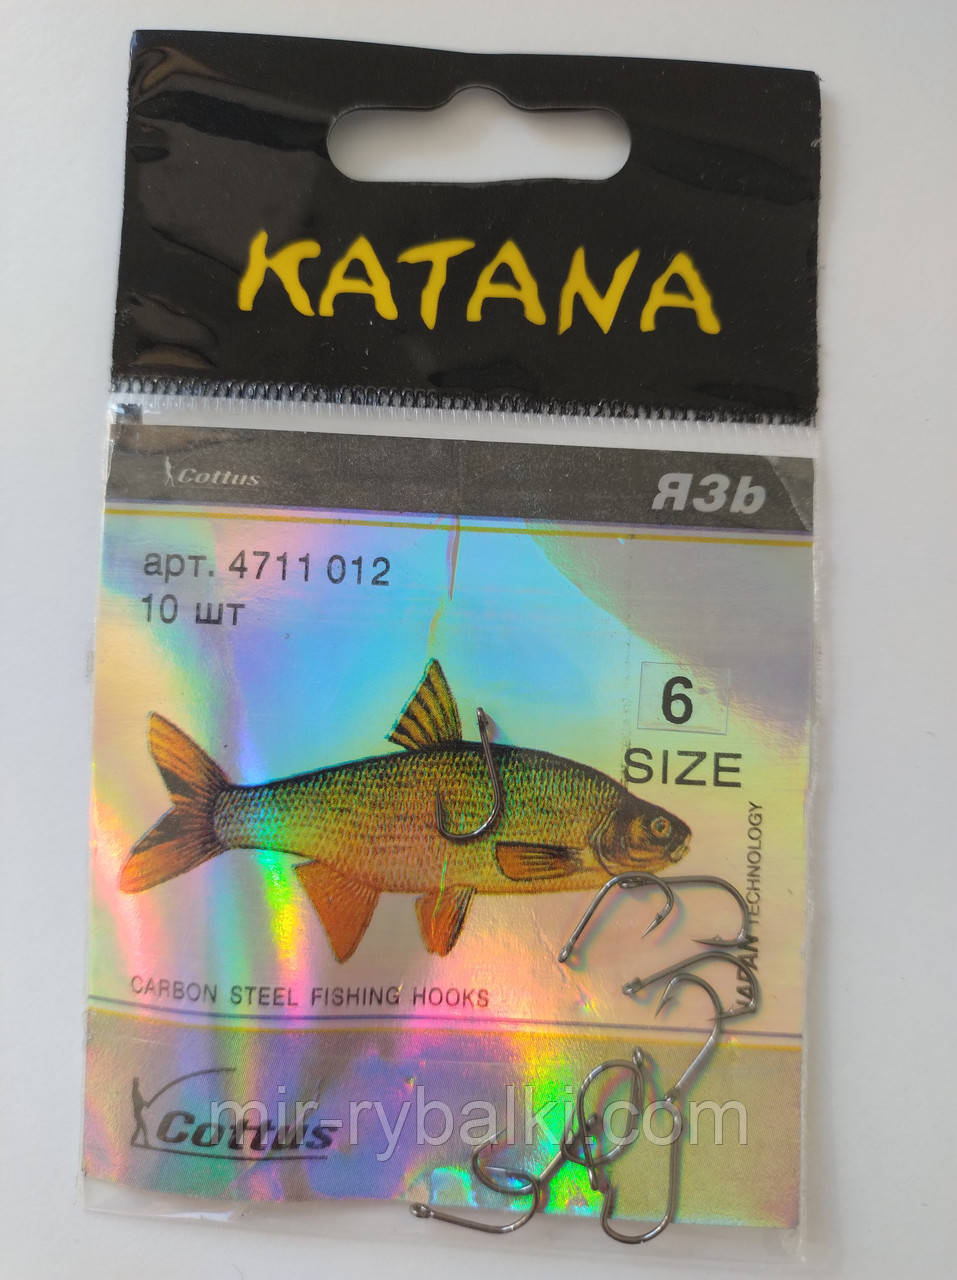 KATANA
Cottus
ЯЗЬ
арт. 4711 012
10 шт
6
SIZE
JAPAN TECHNOLOGY
CARBON STEEL FISHING HOOKS
mir-rybalki.com
Cottus